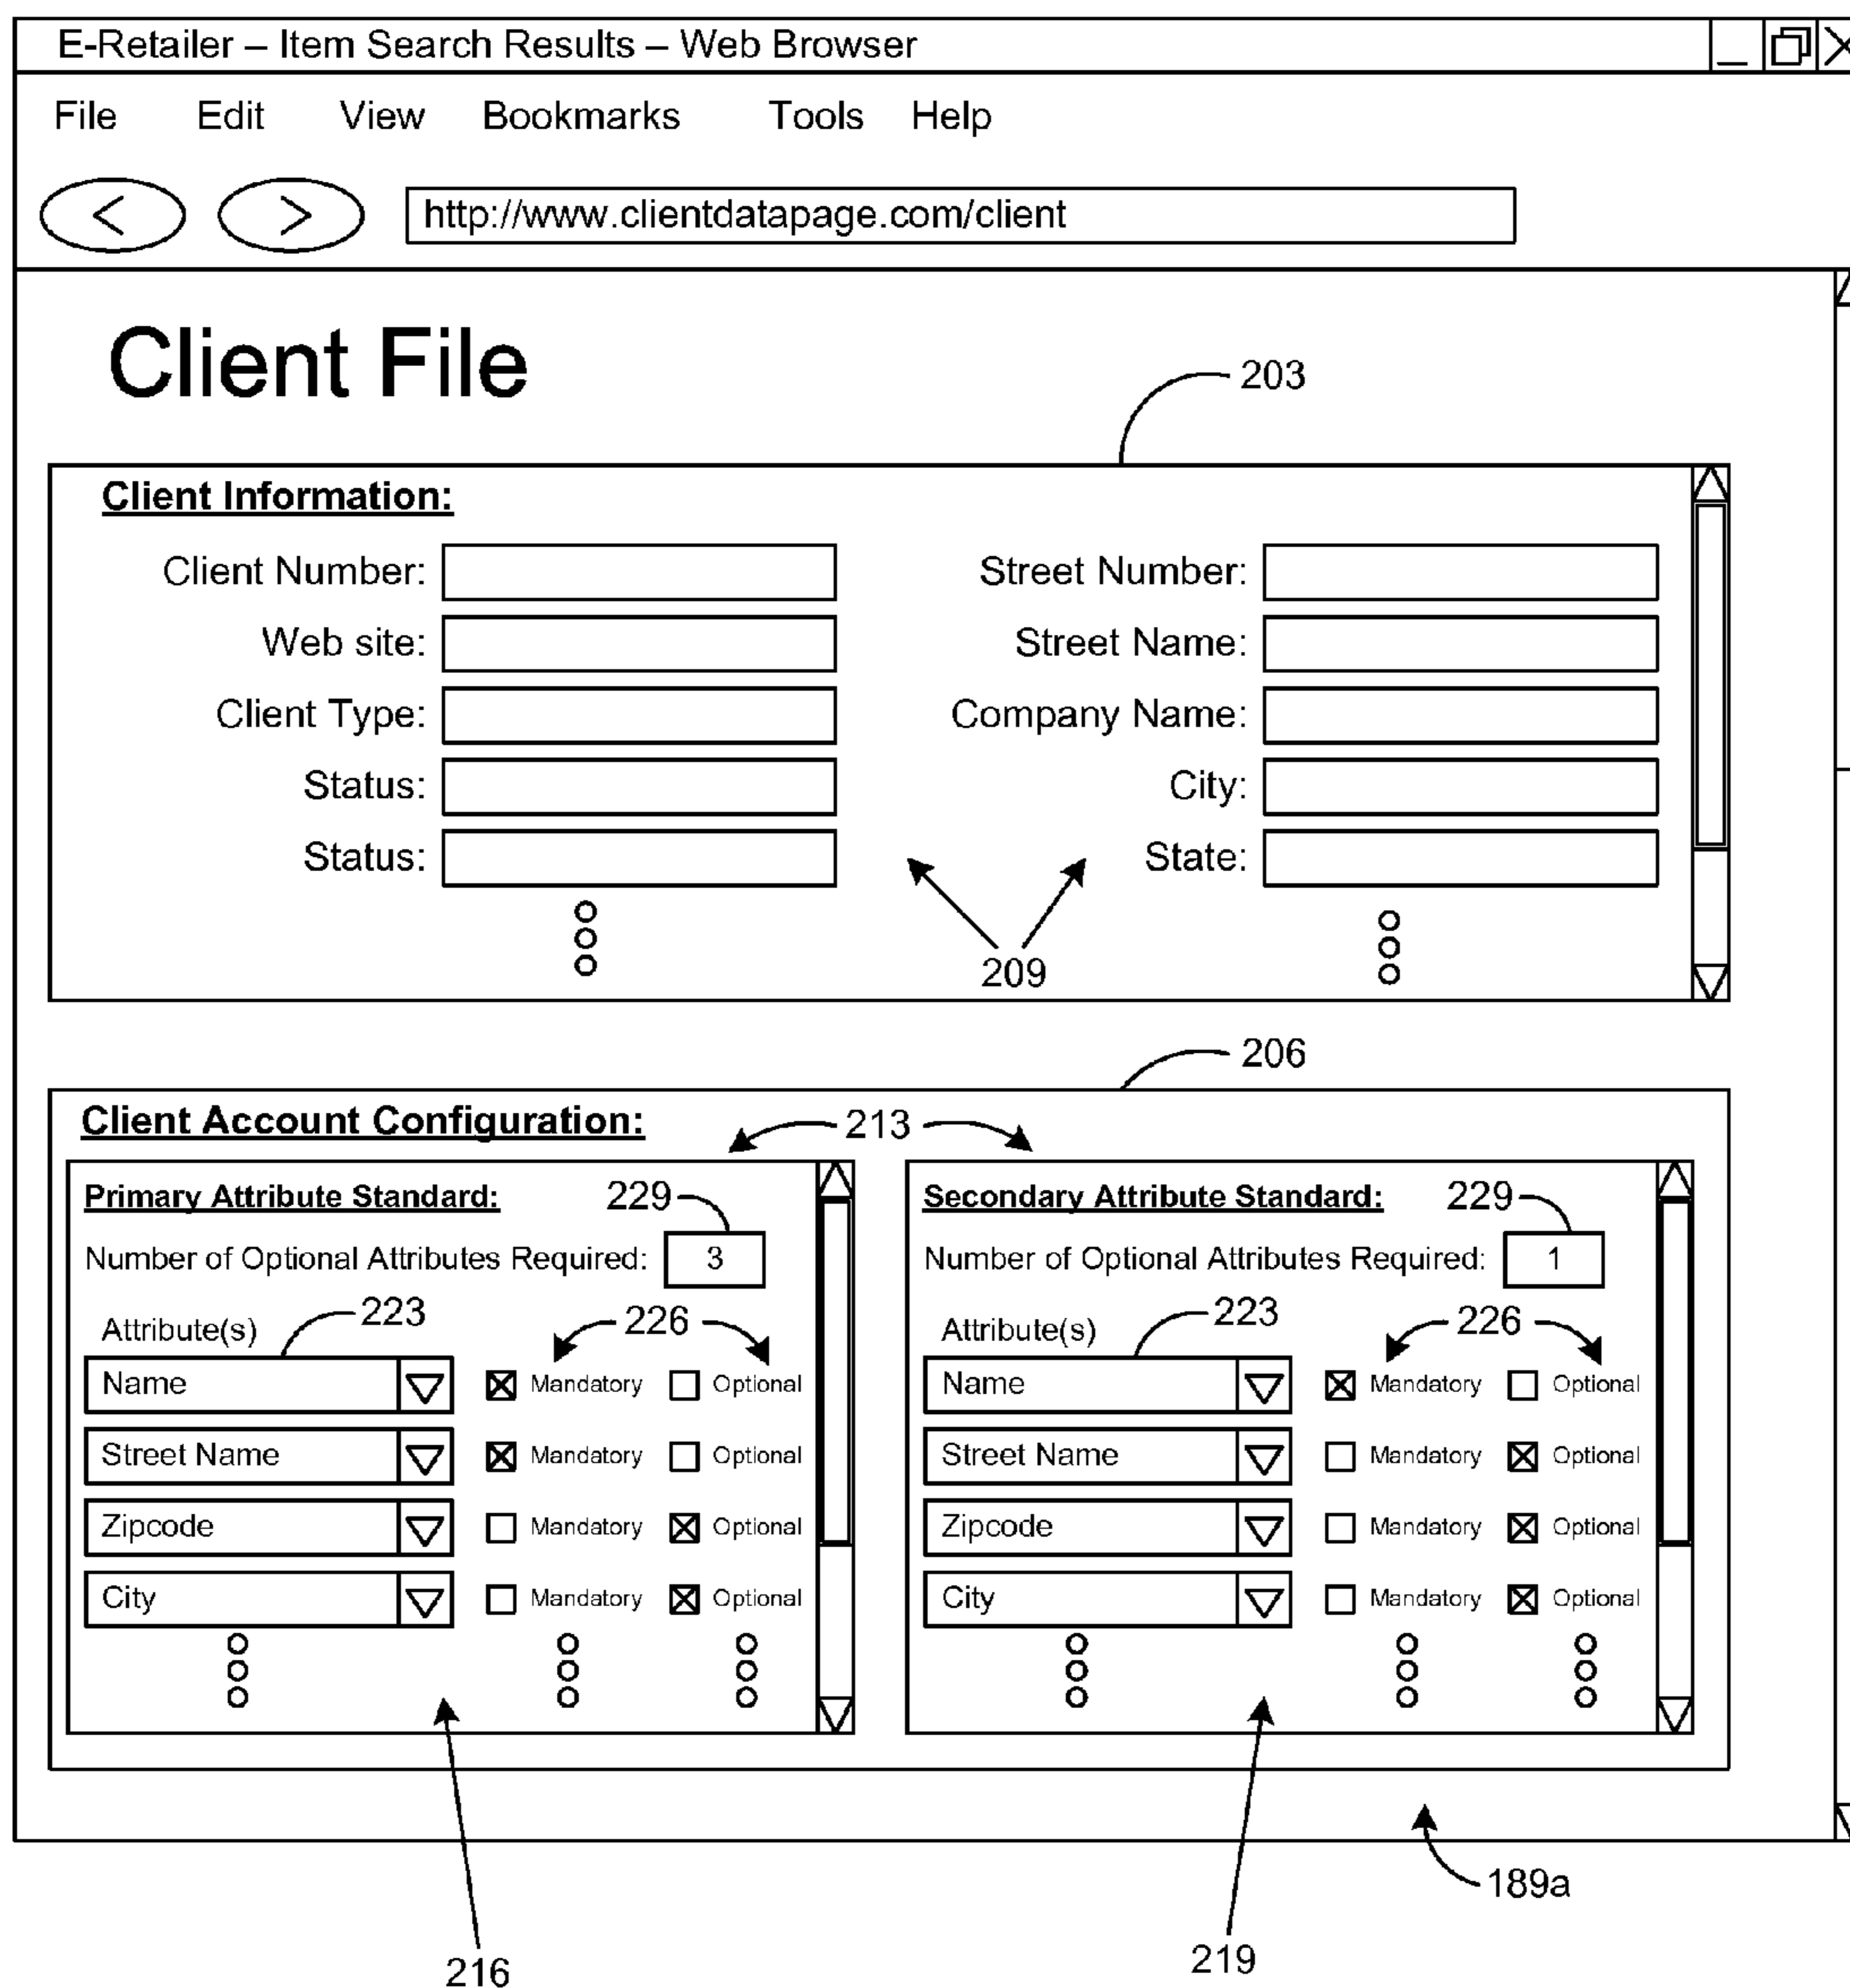 E-Retailer – Item Search Results – Web Browser
File Edit View Bookmarks Tools Help
< > http://www.clientdatapage.com/client
Client File
203
Client Information:
Client Number: Street Number:
Web site: Street Name:
Client Type: Company Name:
Status: City:
Status: State:
209
206
Client Account Configuration:
213
Primary Attribute Standard: 229
Number of Optional Attributes Required: 3
Attribute(s) 223 226
Name Mandatory Optional
Street Name Mandatory Optional
Zipcode Mandatory Optional
City Mandatory Optional
Secondary Attribute Standard: 229
Number of Optional Attributes Required: 1
Attribute(s) 223 226
Name Mandatory Optional
Street Name Mandatory Optional
Zipcode Mandatory Optional
City Mandatory Optional
189a
216
219